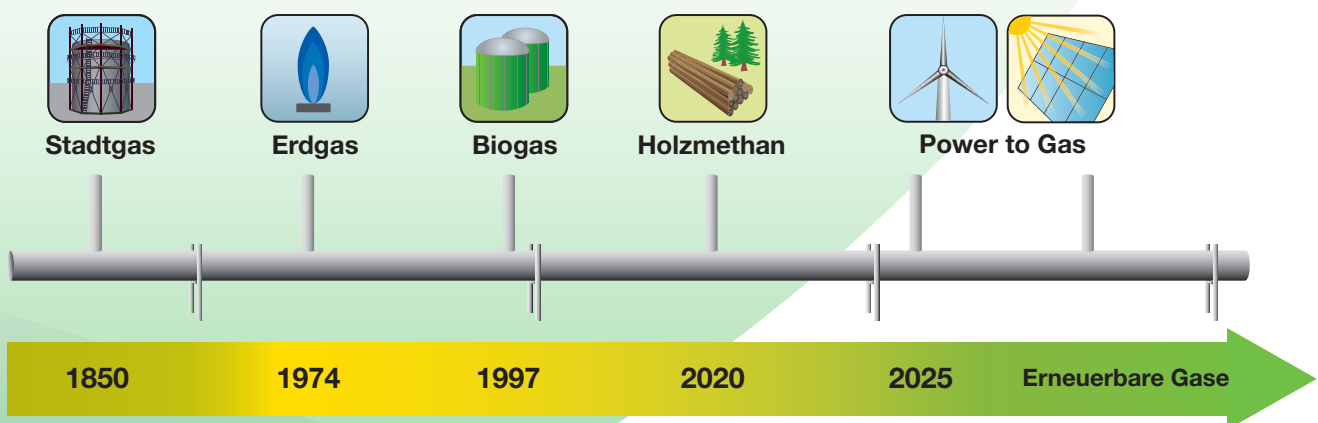 Stadtgas
Erdgas
Biogas
Holzmethan
Power to Gas
1850
1974
1997
2020
2025
Erneuerbare Gase